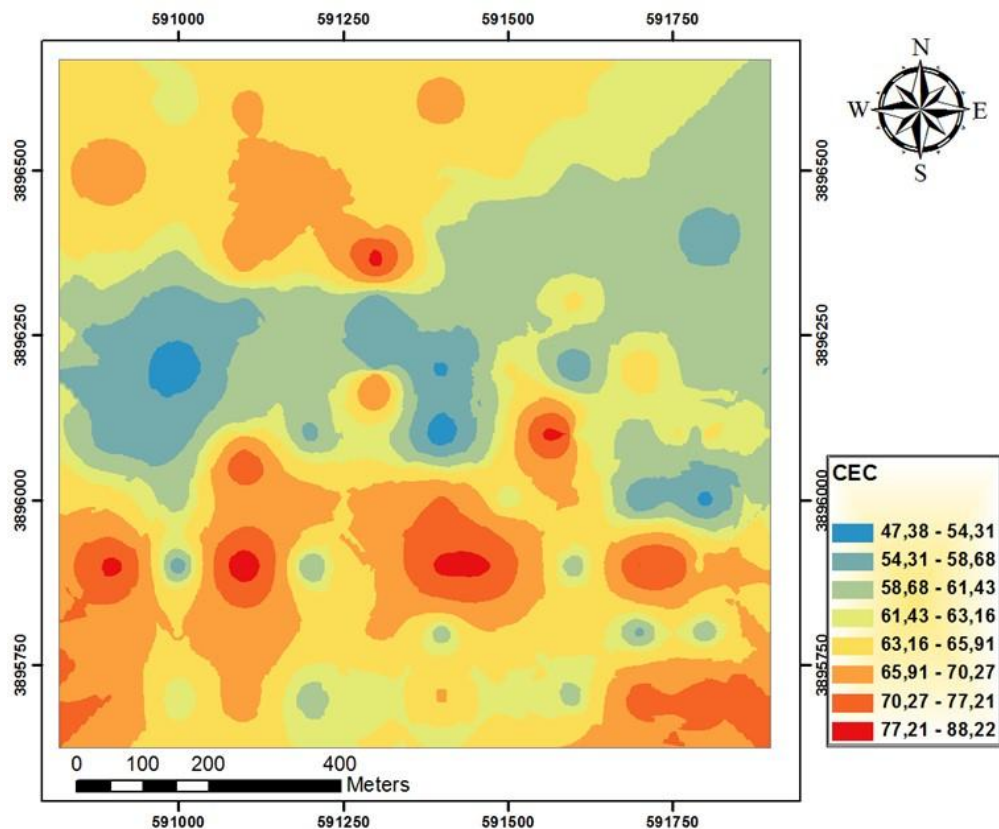 591000 591250 591500 591750
N
W E
S
3896500 3896500
3896250 3896250
3896000 3896000
3895750 3895750
CEC
47,38 - 54,31
54,31 - 58,68
58,68 - 61,43
61,43 - 63,16
63,16 - 65,91
65,91 - 70,27
70,27 - 77,21
77,21 - 88,22
0 100 200 400
Meters
591000 591250 591500 591750